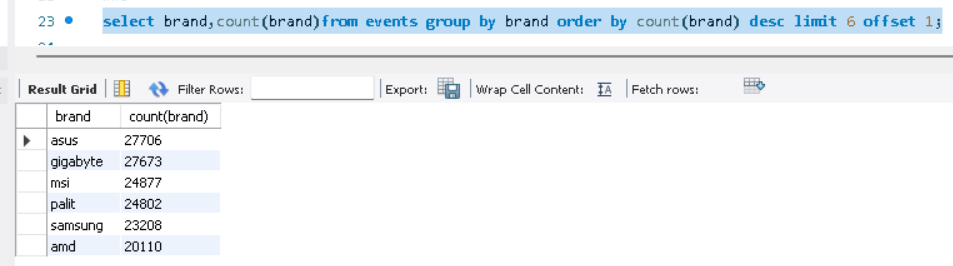 23 select brand,count(brand)from events group by brand order by count(brand) desc limit 6 offset 1;
Result Grid Filter Rows: Export: Wrap Cell Content: IA Fetch rows:
brand count(brand)
asus 27706
gigabyte 27673
msi 24877
palit 24802
samsung 23208
amd 20110